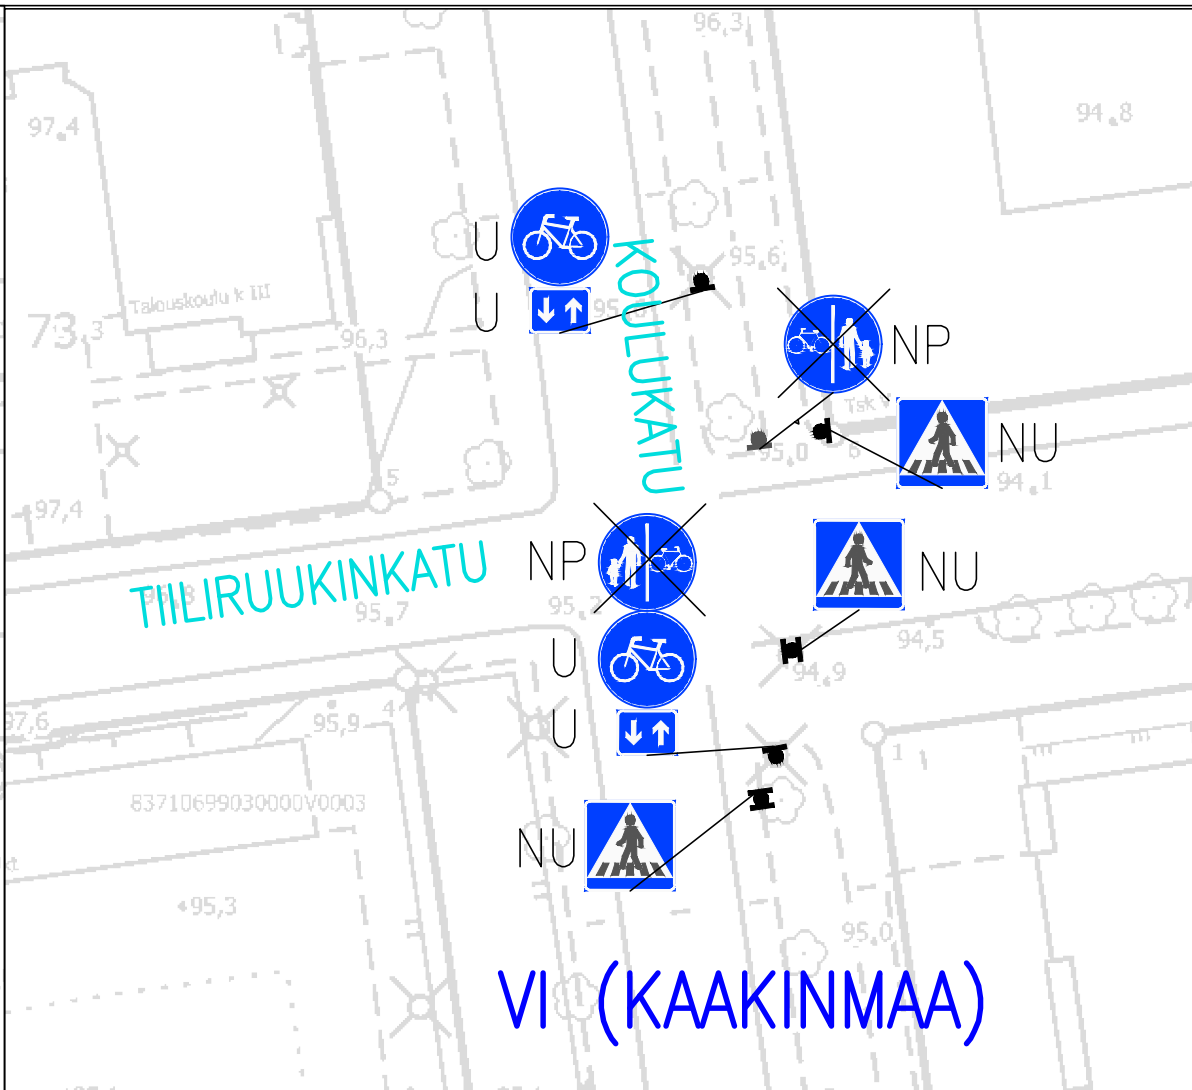 96,3
97.4
94.8
U
KOULUKATU
95.6
U
Talouskoulu k III
73
96,3
NP
Tsk V
NU
95.0
6
94.1
5
97,4
NP
TIILIRUUKINKATU
NU
95.7
U
94,5
94.9
4
97,6
95,9
U
1
83710699030000V0003
NU
95,3
95.0
VI (KAAKINMAA)